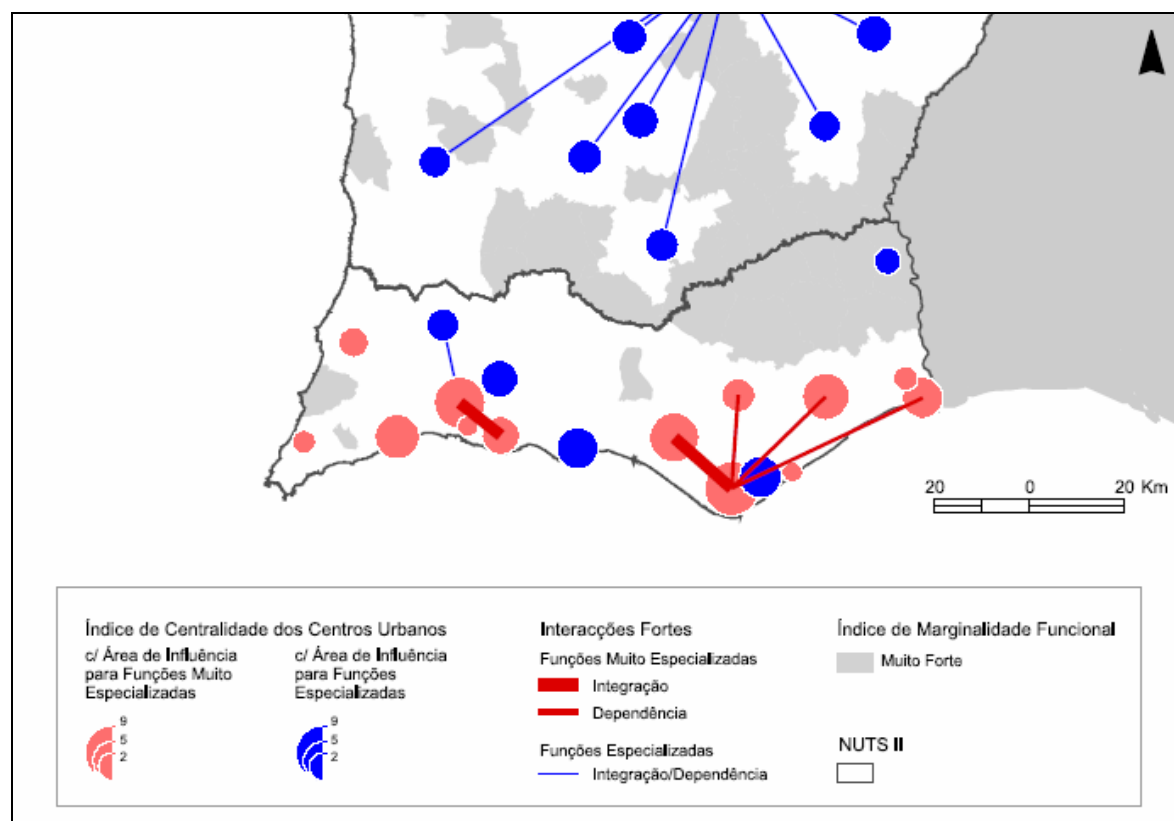 20 0 20 Km
Índice de Centralidade dos Centros Urbanos
c/ Área de Influência
para Funções Muito
Especializadas
9
5
2
c/ Área de Influência
para Funções
Especializadas
9
5
2
Interacções Fortes
Funções Muito Especializadas
Integração
Dependência
Funções Especializadas
Integração/Dependência
Índice de Marginalidade Funcional
Muito Forte
NUTS II